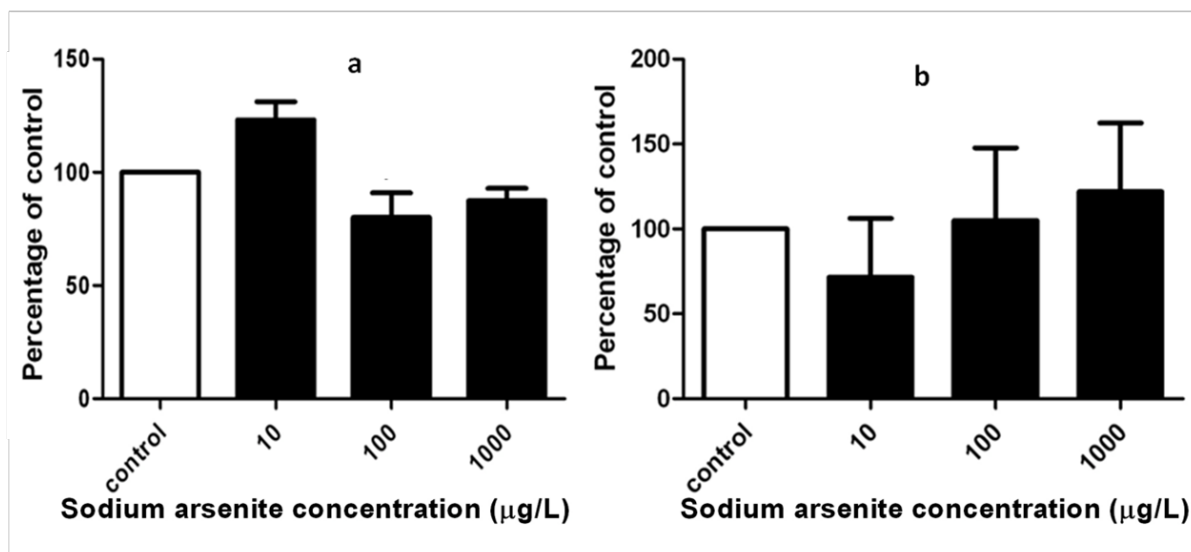 a
Percentage of control
150
100
50
0
control
10
100
1000
Sodium arsenite concentration (μg/L)
b
Percentage of control
200
150
100
50
0
control
10
100
1000
Sodium arsenite concentration (μg/L)